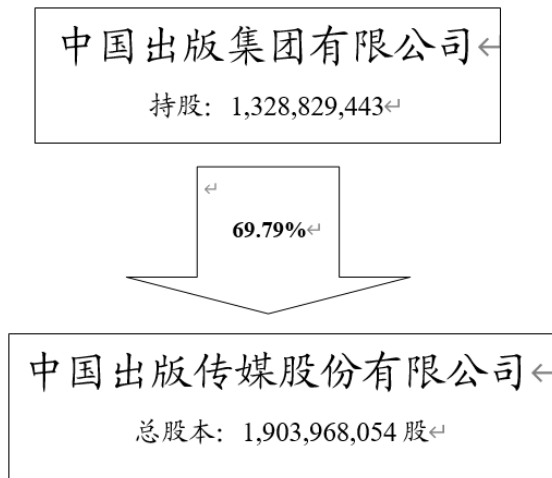 中国出版集团有限公司↵
持股：1,328,829,443↵
↵
69.79%↵
中国出版传媒股份有限公司↵
总股本：1,903,968,054 股↵